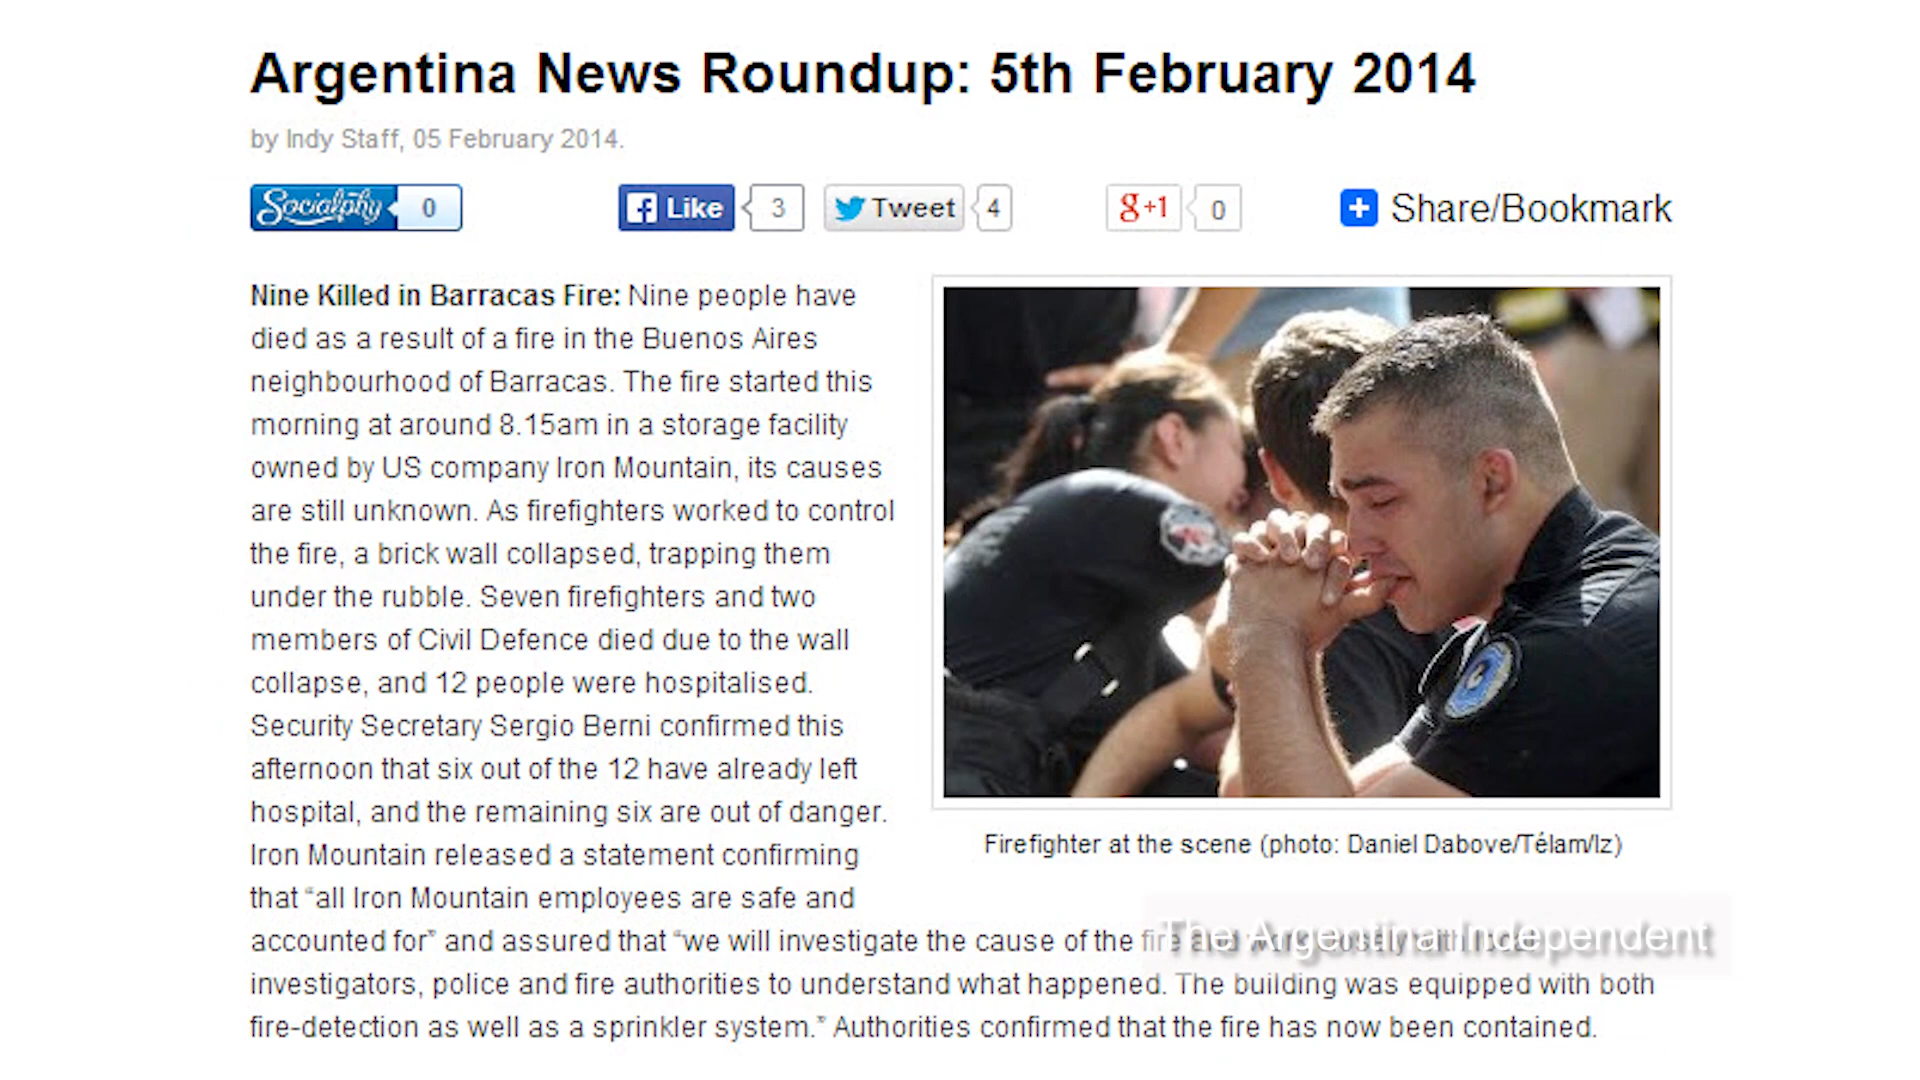 Argentina News Roundup: 5th February 2014
by Indy Staff, 05 February 2014.
Socialphy 0 Like 3 Tweet 4 g+1 0 Share/Bookmark
Nine Killed in Barracas Fire: Nine people have
died as a result of a fire in the Buenos Aires
neighbourhood of Barracas. The fire started this
morning at around 8.15am in a storage facility
owned by US company Iron Mountain, its causes
are still unknown. As firefighters worked to control
the fire, a brick wall collapsed, trapping them
under the rubble. Seven firefighters and two
members of Civil Defence died due to the wall
collapse, and 12 people were hospitalised.
Security Secretary Sergio Berni confirmed this
afternoon that six out of the 12 have already left
hospital, and the remaining six are out of danger.
Iron Mountain released a statement confirming
that “all Iron Mountain employees are safe and
accounted for” and assured that “we will investigate the cause of the fire
investigators, police and fire authorities to understand what happened. The building was equipped with both
fire-detection as well as a sprinkler system.” Authorities confirmed that the fire has now been contained.
Firefighter at the scene (photo: Daniel Dabove/Télam/lz)
The Argentina Independent